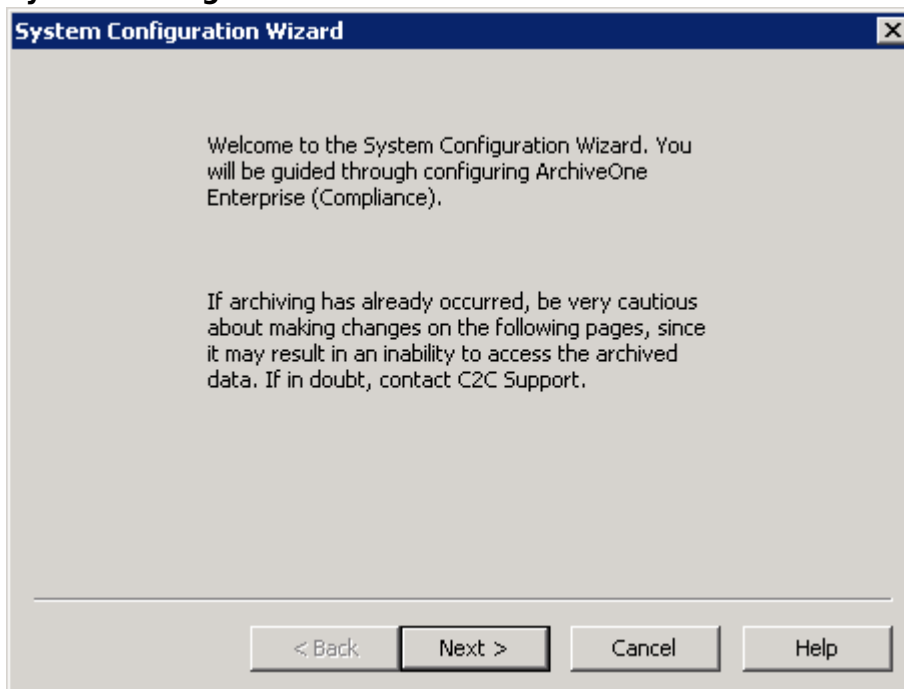 System Configuration Wizard
Welcome to the System Configuration Wizard. You
will be guided through configuring ArchiveOne
Enterprise (Compliance).
If archiving has already occurred, be very cautious
about making changes on the following pages, since
it may result in an inability to access the archived
data. If in doubt, contact C2C Support.
< Back
Next >
Cancel
Help